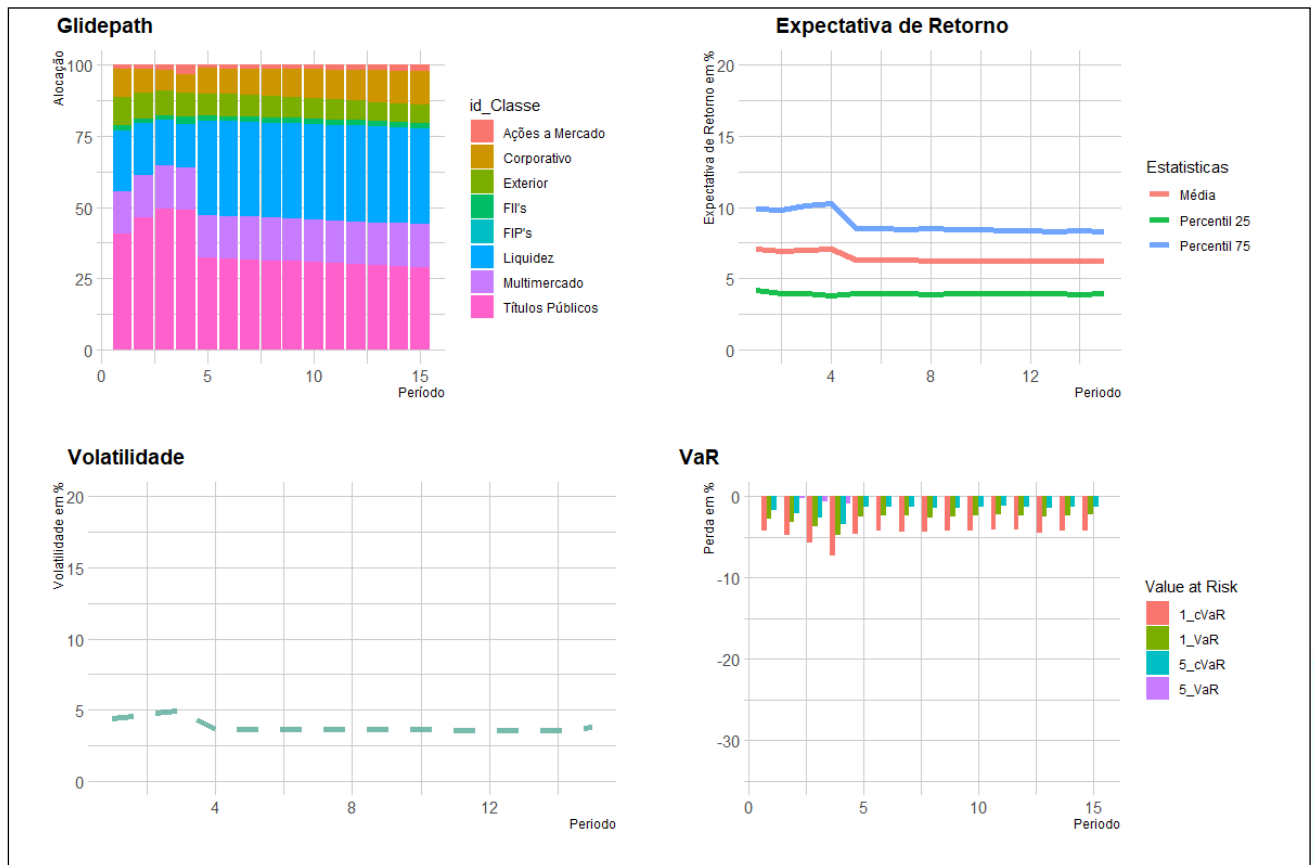 Glidepath
Alocação
100
75
50
25
0
0 5 10 15
Período
id_Classe
Ações a Mercado
Corporativo
Exterior
FII's
FIP's
Liquidez
Multimercado
Títulos Públicos
Expectativa de Retorno
Expectativa de Retorno em %
20
15
10
5
0
4 8 12
Periodo
Estatisticas
Média
Percentil 25
Percentil 75
Volatilidade
Volatilidade em %
20
15
10
5
0
4 8 12
Periodo
VaR
Perda em %
0
-10
-20
-30
0 5 10 15
Periodo
Value at Risk
1_cVaR
1_VaR
5_cVaR
5_VaR